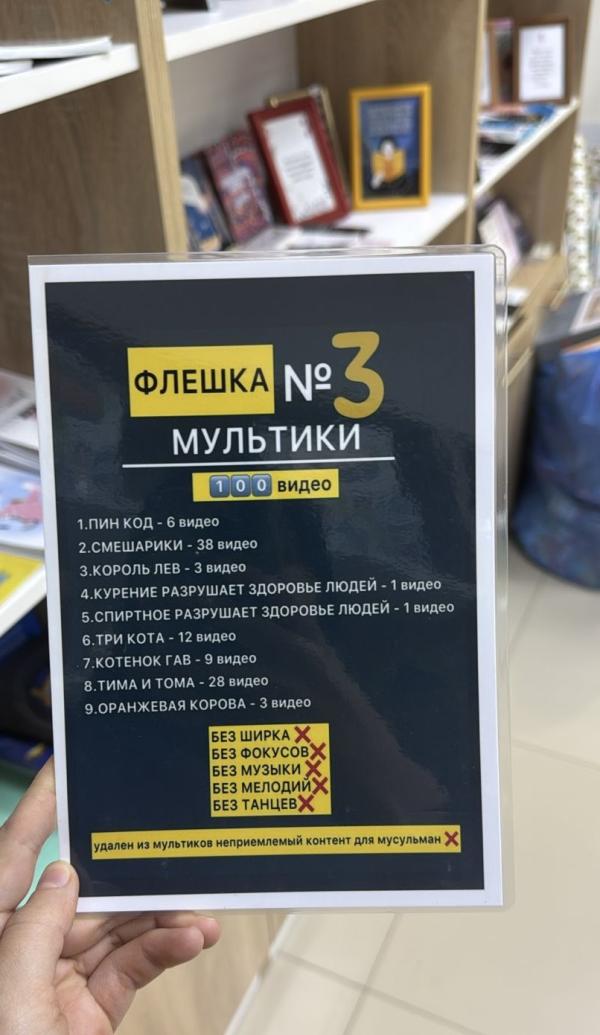 ФЛЕШКА №3
МУЛЬТИКИ
100 видео
1.ПИН КОД - 6 видео
2.СМЕШАРИКИ - 38 видео
3.КОРОЛЬ ЛЕВ - 3 видео
4.КУРЕНИЕ РАЗРУШАЕТ ЗДОРОВЬЕ ЛЮДЕЙ - 1 видео
5.СПИРТНОЕ РАЗРУШАЕТ ЗДОРОВЬЕ ЛЮДЕЙ - 1 видео
6.ТРИ КОТА - 12 видео
7.КОТЕНОК ГАВ - 9 видео
8.ТИМА И ТОМА - 28 видео
9.ОРАНЖЕВАЯ КОРОВА - 3 видео
БЕЗ ШИРКА ❌
БЕЗ ФОКУСОВ❌
БЕЗ МУЗЫКИ ❌
БЕЗ МЕЛОДИЙ❌
БЕЗ ТАНЦЕВ❌
удален из мультиков неприемлемый контент для мусульман ❌